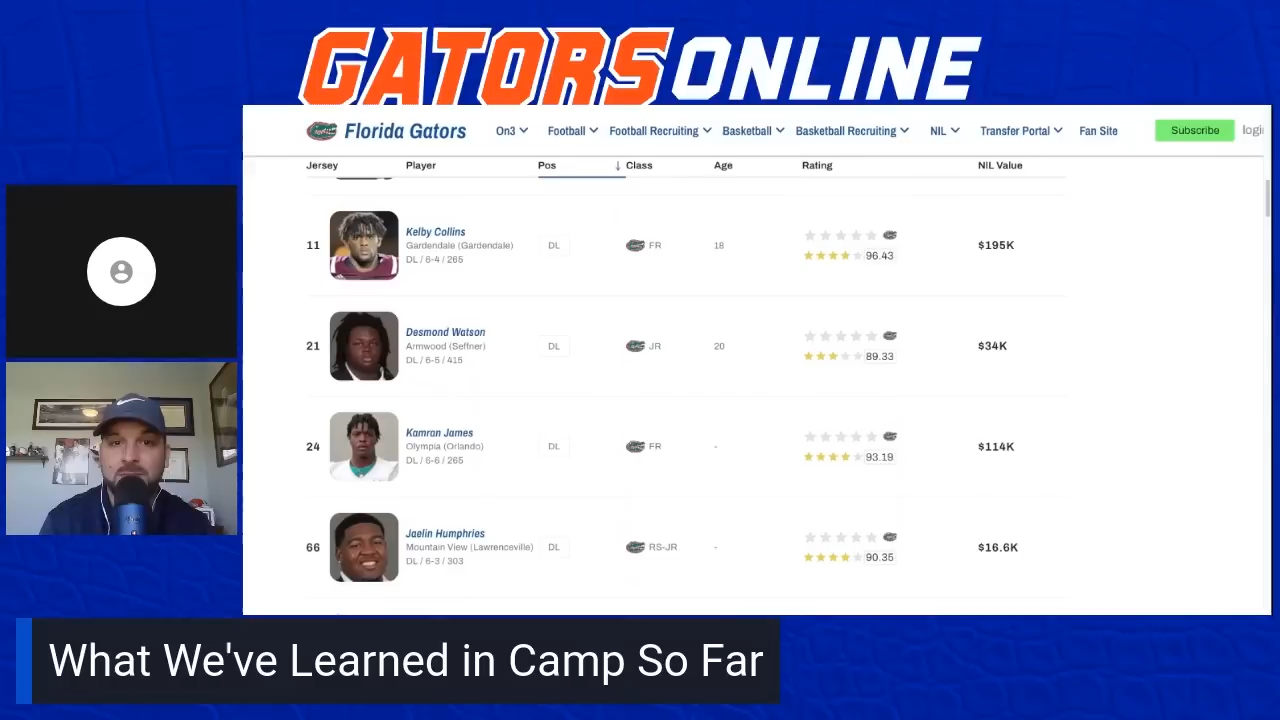 GATORS ONLINE
Florida Gators On3 Football Football Recruiting Basketball Basketball Recruiting NIL Transfer Portal Fan Site Subscribe
Jersey Player Pos ↓ Class Age Rating NIL Value
Kelby Collins
11 Gardendale (Gardendale) DL FR 18 $195K
DL / 6-4 / 265 96.43
Desmond Watson
21 Armwood (Seffner) DL JR 20 $34K
DL / 6-5 / 415 89.33
Kamran James
24 Olympia (Orlando) DL FR - $114K
DL / 6-6 / 265 93.19
Jaelin Humphries
66 Mountain View (Lawrenceville) DL RS-JR - $16.6K
DL / 6-3 / 303 90.35
What We've Learned in Camp So Far